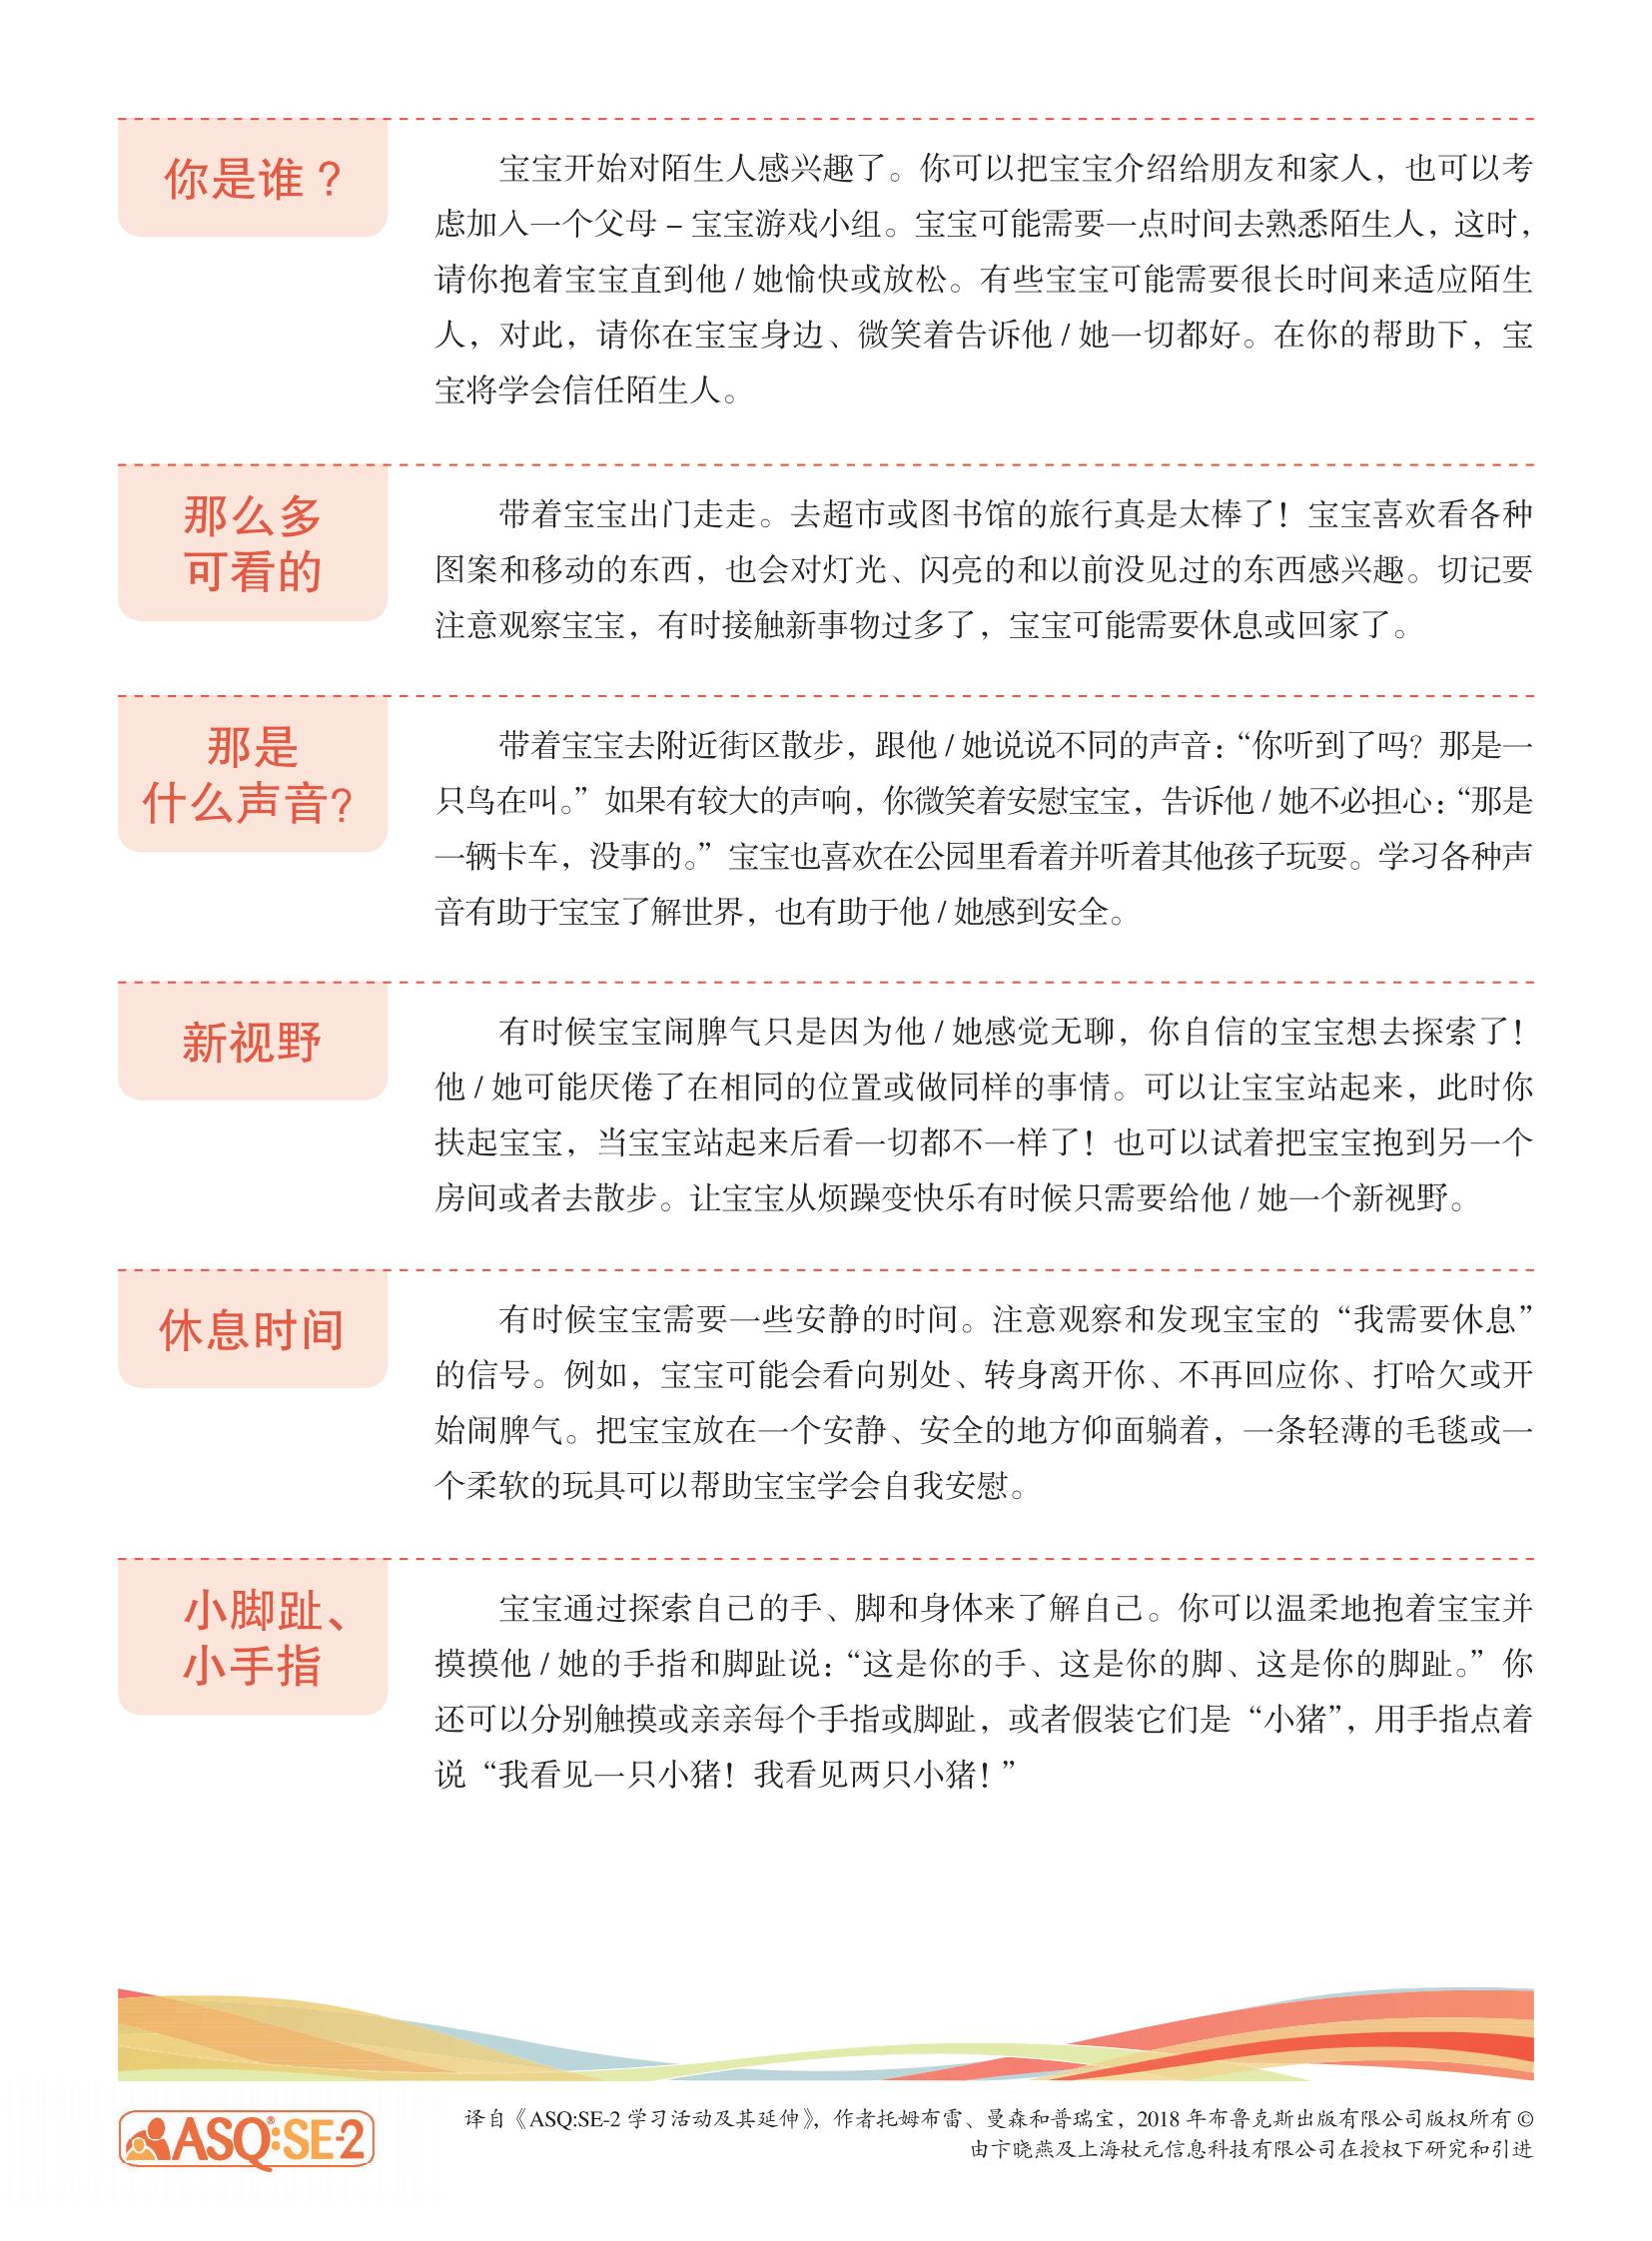 你是谁？
宝宝开始对陌生人感兴趣了。你可以把宝宝介绍给朋友和家人，也可以考
虑加入一个父母 – 宝宝游戏小组。宝宝可能需要一点时间去熟悉陌生人，这时，
请你抱着宝宝直到他 / 她愉快或放松。有些宝宝可能需要很长时间来适应陌生
人，对此，请你在宝宝身边、微笑着告诉他 / 她一切都好。在你的帮助下，宝
宝将学会信任陌生人。
那么多
可看的
带着宝宝出门走走。去超市或图书馆的旅行真是太棒了！宝宝喜欢看各种
图案和移动的东西，也会对灯光、闪亮的和以前没见过的东西感兴趣。切记要
注意观察宝宝，有时接触新事物过多了，宝宝可能需要休息或回家了。
那是
什么声音？
带着宝宝去附近街区散步，跟他 / 她说说不同的声音：“你听到了吗？那是一
只鸟在叫。”如果有较大的声响，你微笑着安慰宝宝，告诉他 / 她不必担心：“那是
一辆卡车，没事的。”宝宝也喜欢在公园里看着并听着其他孩子玩耍。学习各种声
音有助于宝宝了解世界，也有助于他 / 她感到安全。
新视野
有时候宝宝闹脾气只是因为他 / 她感觉无聊，你自信的宝宝想去探索了！
他 / 她可能厌倦了在相同的位置或做同样的事情。可以让宝宝站起来，此时你
扶起宝宝，当宝宝站起来后看一切都不一样了！也可以试着把宝宝抱到另一个
房间或者去散步。让宝宝从烦躁变快乐有时候只需要给他 / 她一个新视野。
休息时间
有时候宝宝需要一些安静的时间。注意观察和发现宝宝的“我需要休息”
的信号。例如，宝宝可能会看向别处、转身离开你、不再回应你、打哈欠或开
始闹脾气。把宝宝放在一个安静、安全的地方仰面躺着，一条轻薄的毛毯或一
个柔软的玩具可以帮助宝宝学会自我安慰。
小脚趾、
小手指
宝宝通过探索自己的手、脚和身体来了解自己。你可以温柔地抱着宝宝并
摸摸他 / 她的手指和脚趾说：“这是你的手、这是你的脚、这是你的脚趾。”你
还可以分别触摸或亲亲每个手指或脚趾，或者假装它们是“小猪”，用手指点着
说“我看见一只小猪！我看见两只小猪！”
ASQ®:SE-2
译自《ASQ:SE-2 学习活动及其延伸》，作者托姆布雷、曼森和普瑞宝，2018 年布鲁克斯出版有限公司版权所有 ©
由卞晓燕及上海杖元信息科技有限公司在授权下研究和引进